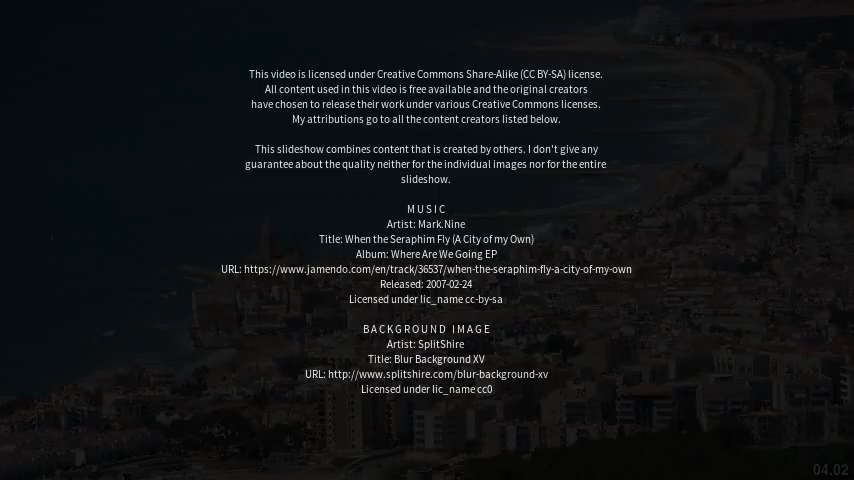 This video is licensed under Creative Commons Share-Alike (CC BY-SA) license.
All content used in this video is free available and the original creators
have chosen to release their work under various Creative Commons licenses.
My attributions go to all the content creators listed below.
This slideshow combines content that is created by others. I don't give any
guarantee about the quality neither for the individual images nor for the entire
slideshow.
MUSIC
Artist: Mark.Nine
Title: When the Seraphim Fly (A City of my Own)
Album: Where Are We Going EP
URL: https://www.jamendo.com/en/track/36537/when-the-seraphim-fly-a-city-of-my-own
Released: 2007-02-24
Licensed under lic_name cc-by-sa
BACKGROUND IMAGE
Artist: SplitShire
Title: Blur Background XV
URL: http://www.splitshire.com/blur-background-xv
Licensed under lic_name cc0
04.02